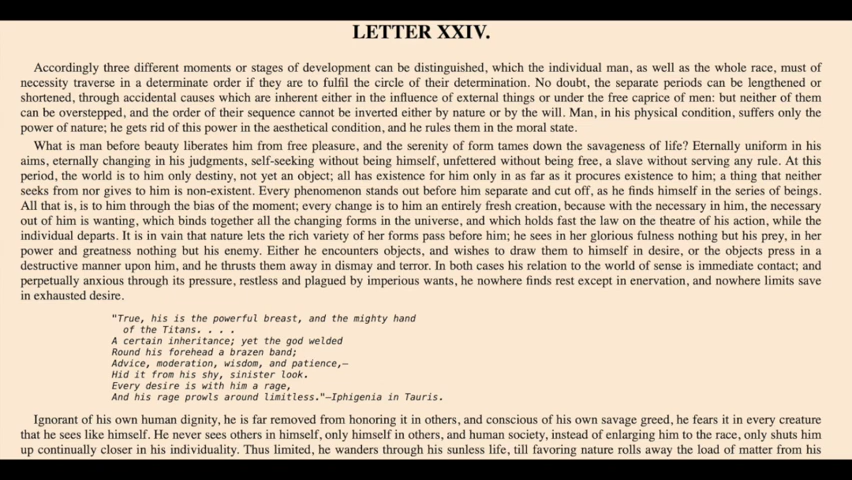 LETTER XXIV.
Accordingly three different moments or stages of development can be distinguished, which the individual man, as well as the whole race, must of
necessity traverse in a determinate order if they are to fulfil the circle of their determination. No doubt, the separate periods can be lengthened or
shortened, through accidental causes which are inherent either in the influence of external things or under the free caprice of men: but neither of them
can be overstepped, and the order of their sequence cannot be inverted either by nature or by the will. Man, in his physical condition, suffers only the
power of nature; he gets rid of this power in the aesthetical condition, and he rules them in the moral state.
What is man before beauty liberates him from free pleasure, and the serenity of form tames down the savageness of life? Eternally uniform in his
aims, eternally changing in his judgments, self-seeking without being himself, unfettered without being free, a slave without serving any rule. At this
period, the world is to him only destiny, not yet an object; all has existence for him only in as far as it procures existence to him; a thing that neither
seeks from nor gives to him is non-existent. Every phenomenon stands out before him separate and cut off, as he finds himself in the series of beings.
All that is, is to him through the bias of the moment; every change is to him an entirely fresh creation, because with the necessary in him, the necessary
out of him is wanting, which binds together all the changing forms in the universe, and which holds fast the law on the theatre of his action, while the
individual departs. It is in vain that nature lets the rich variety of her forms pass before him; he sees in her glorious fulness nothing but his prey, in her
power and greatness nothing but his enemy. Either he encounters objects, and wishes to draw them to himself in desire, or the objects press in a
destructive manner upon him, and he thrusts them away in dismay and terror. In both cases his relation to the world of sense is immediate contact; and
perpetually anxious through its pressure, restless and plagued by imperious wants, he nowhere finds rest except in enervation, and nowhere limits save
in exhausted desire.
"True, his is the powerful breast, and the mighty hand
of the Titans. . . .
A certain inheritance; yet the god welded
Round his forehead a brazen band;
Advice, moderation, wisdom, and patience,—
Hid it from his shy, sinister look.
Every desire is with him a rage,
And his rage prowls around limitless."—Iphigenia in Tauris.
Ignorant of his own human dignity, he is far removed from honoring it in others, and conscious of his own savage greed, he fears it in every creature
that he sees like himself. He never sees others in himself, only himself in others, and human society, instead of enlarging him to the race, only shuts him
up continually closer in his individuality. Thus limited, he wanders through his sunless life, till favoring nature rolls away the load of matter from his